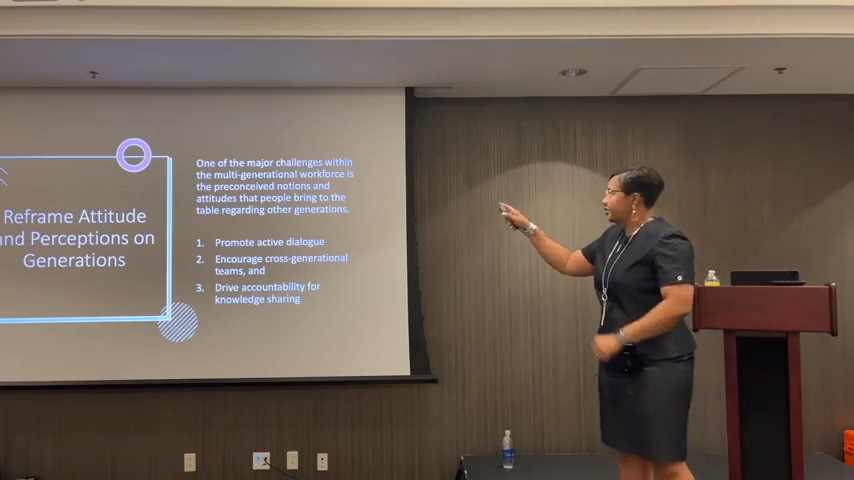 Reframe Attitude
and Perceptions on
Generations
One of the major challenges within
the multi-generational workforce is
the preconceived notions and
attitudes that people bring to the
table regarding other generations.
1. Promote active dialogue
2. Encourage cross-generational
teams, and
3. Drive accountability for
knowledge sharing